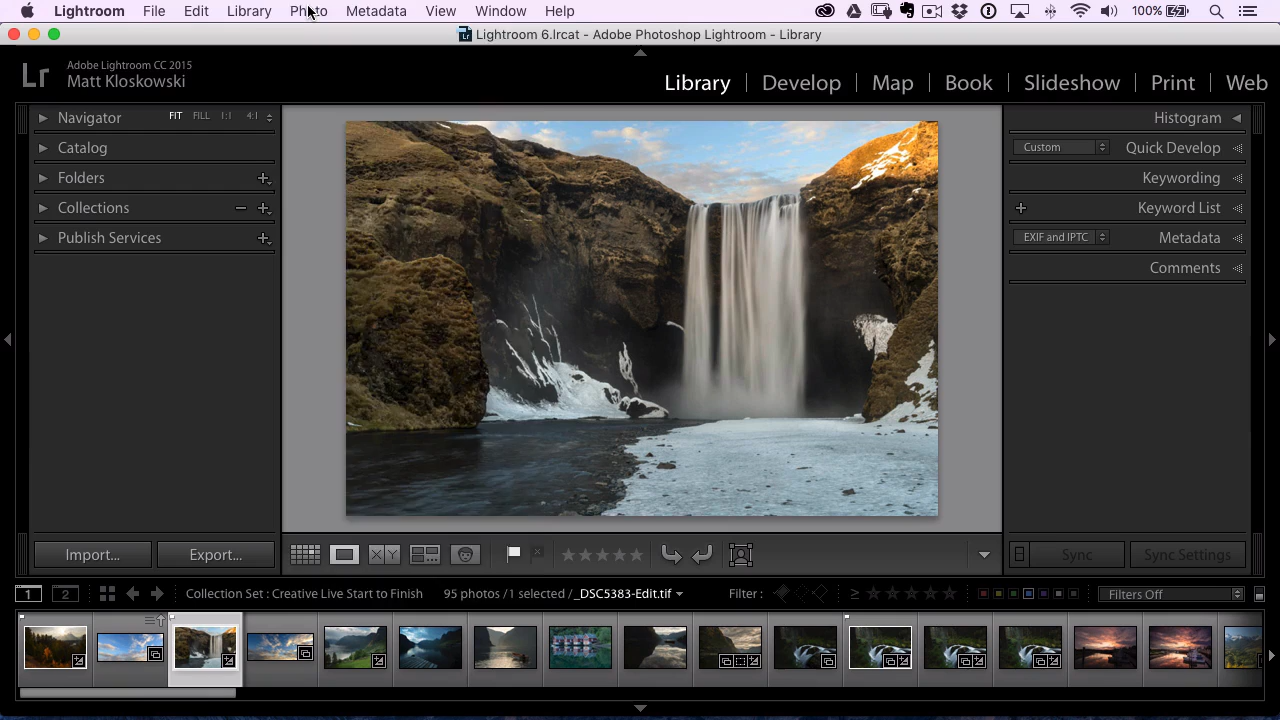 Lightroom File Edit Library Photo Metadata View Window Help 100%
Lightroom 6.lrcat - Adobe Photoshop Lightroom - Library
Lr Adobe Lightroom CC 2015
Matt Kloskowski
Library Develop Map Book Slideshow Print Web
Navigator FIT FILL 1:1 4:1
Catalog
Folders
Collections
Publish Services
Histogram
Custom Quick Develop
Keywording
Keyword List
EXIF and IPTC Metadata
Comments
Import... Export... XY Sync Sync Settings
1 2 Collection Set : Creative Live Start to Finish 95 photos / 1 selected / _DSC5383-Edit.tif Filter : ≥ Filters Off